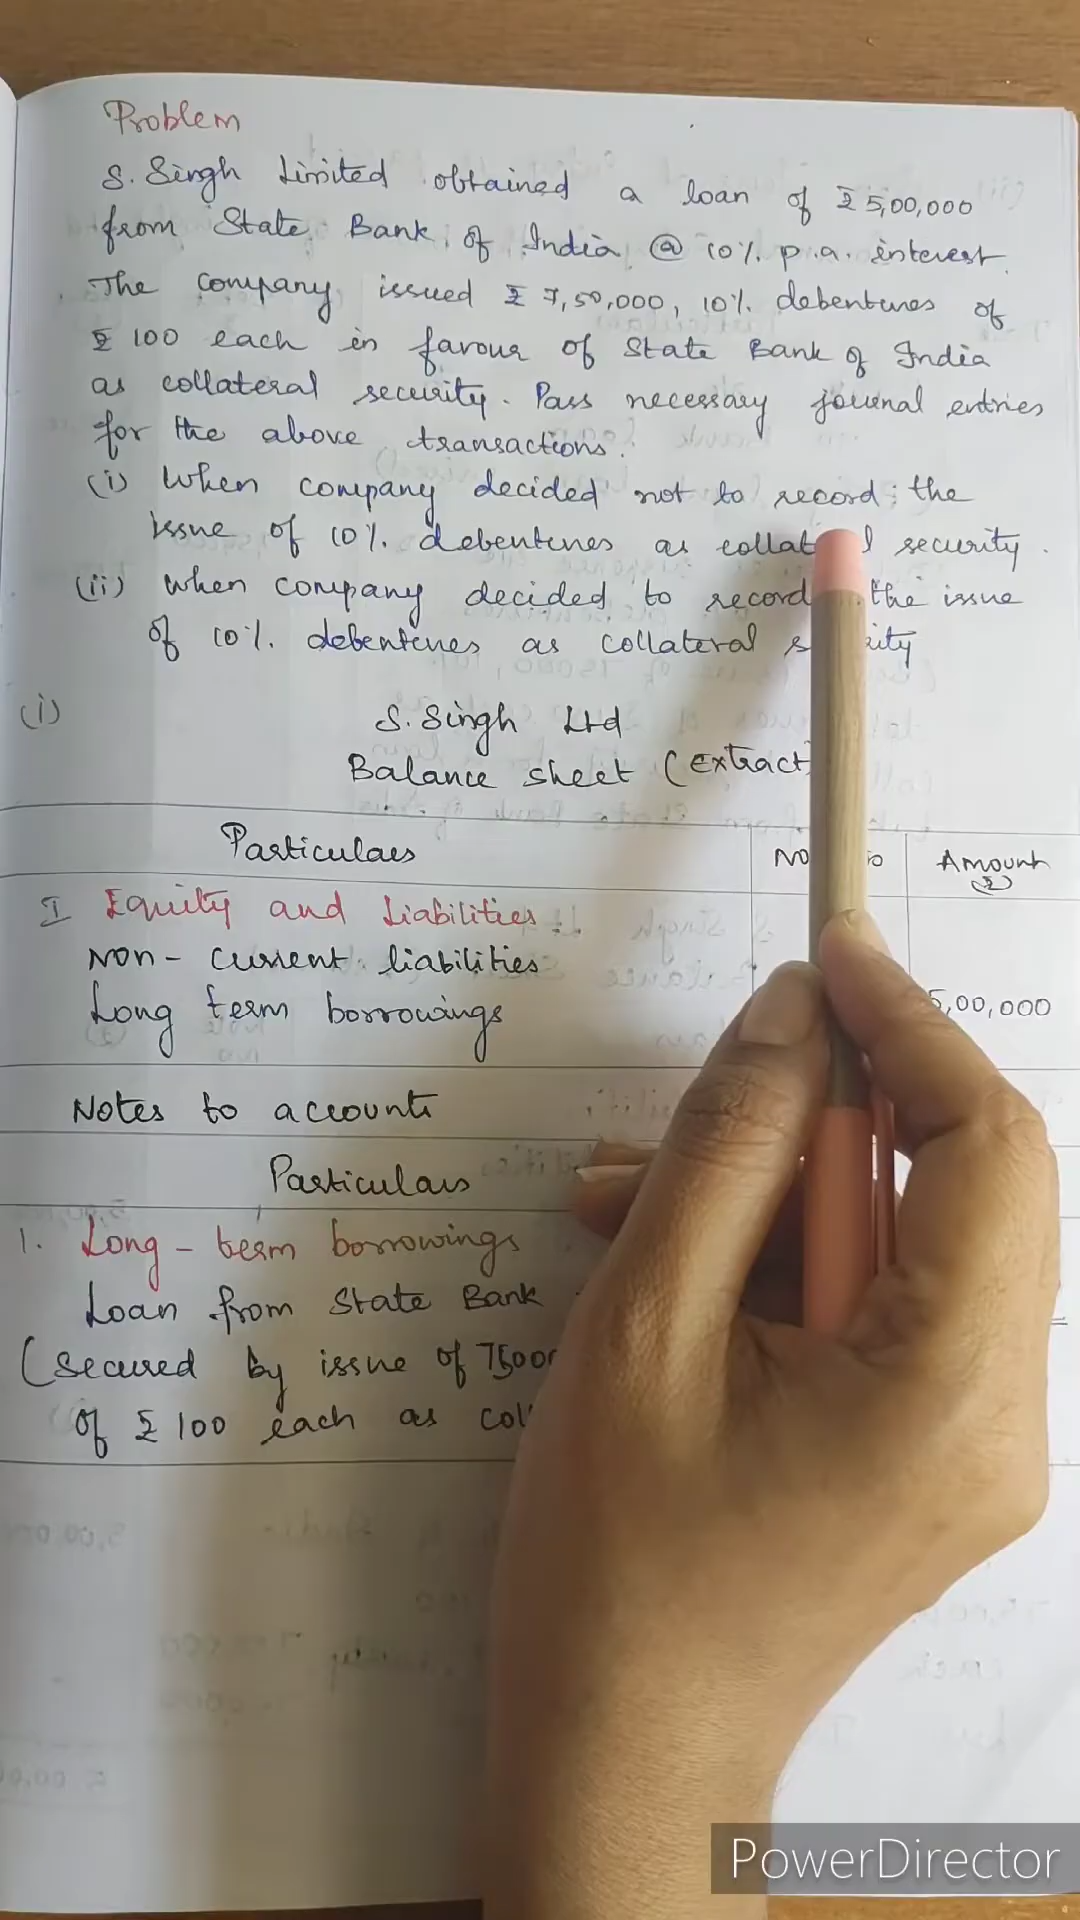 Problem
S. Singh Limited obtained a loan of ₹ 5,00,000
from State Bank of India @ 10% p.a. interest.
The company issued ₹ 7,50,000, 10% debentures of
₹ 100 each in favour of State Bank of India
as collateral security. Pass necessary journal entries
for the above transactions.
(i) When company decided not to record the
issue of 10% debentures as security.
(ii) When company decided to record the issue
of 10% debentures as collateral
(i) S. Singh Ltd
Balance sheet (Extract
Particulars Amount
(₹)
I Equity and Liabilities
Non-current liabilities
Long term borrowings 5,00,000
Notes to accounts
Particulars
1. Long-term borrowings
Loan from State Bank
(secured by issue of
of ₹ 100 each as
PowerDirector